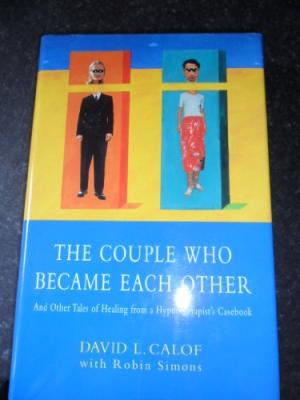 THE COUPLE WHO
BECAME EACH OTHER
And Other Tales of Healing from a Hypnotherapist's Casebook
DAVID L. CALOF
with Robin Simons